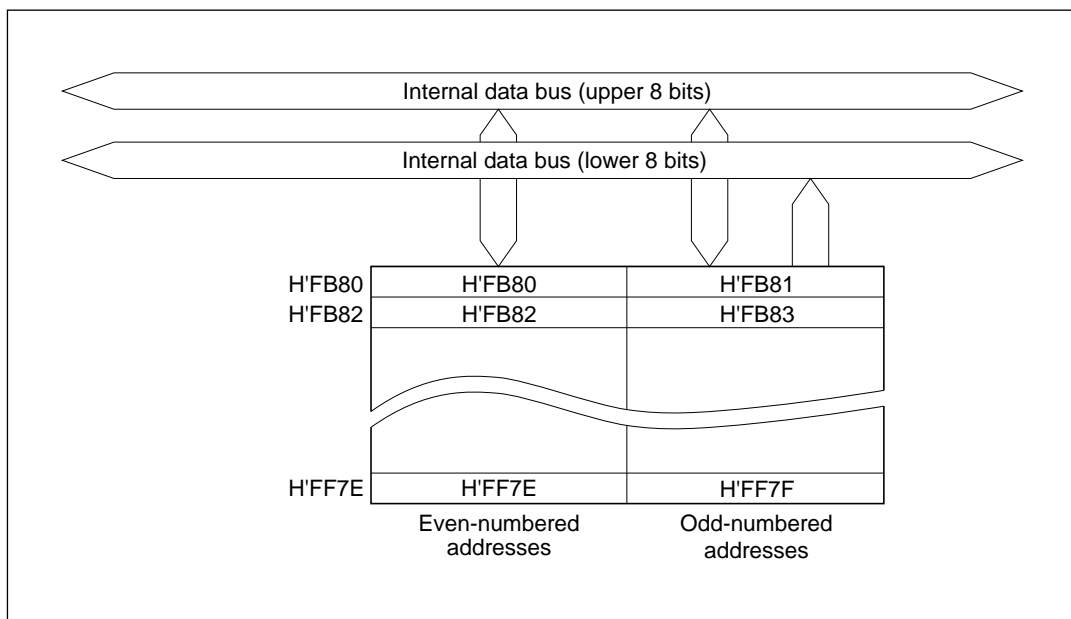 Internal data bus (upper 8 bits)
Internal data bus (lower 8 bits)
H'FB80 H'FB80 H'FB81
H'FB82 H'FB82 H'FB83
H'FF7E H'FF7E H'FF7F
Even-numbered addresses
Odd-numbered addresses